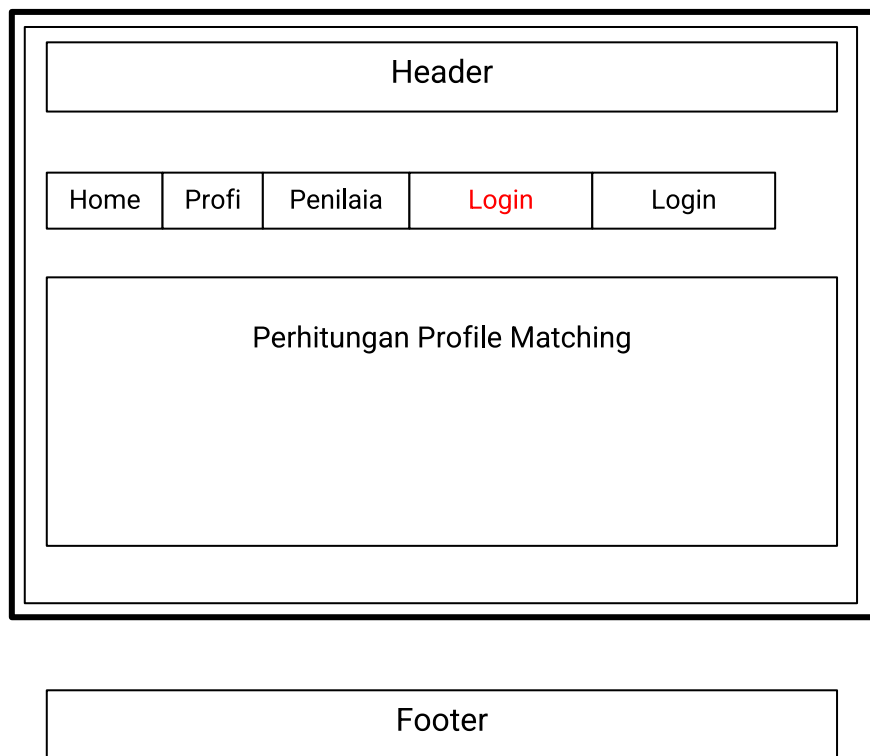 Header
Home Profi Penilaia Login Login
Perhitungan Profile Matching
Footer